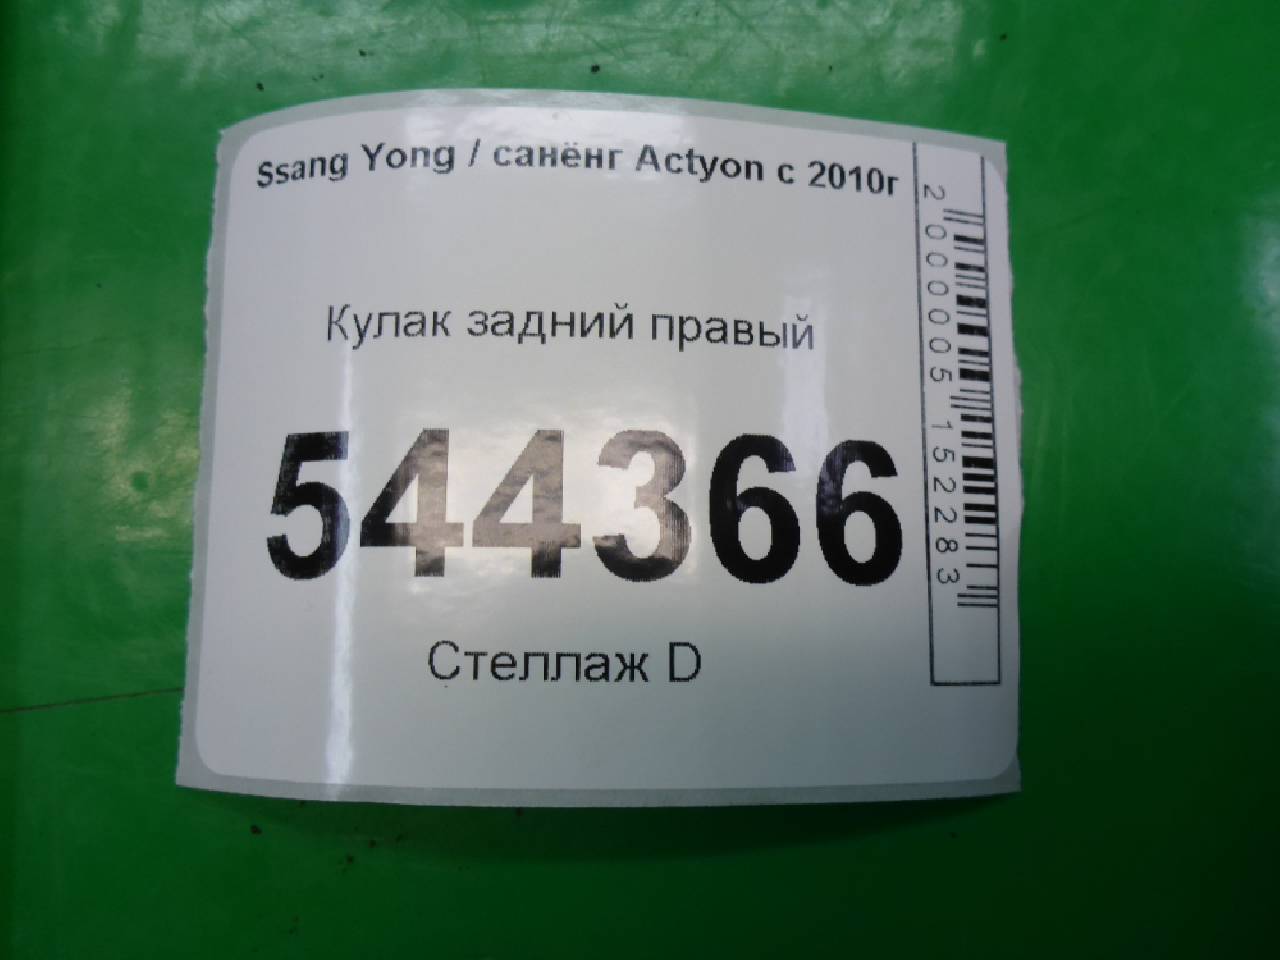 Ssang Yong / санёнг Actyon с 2010г
Кулак задний правый
544366
Стеллаж D
2000005152283